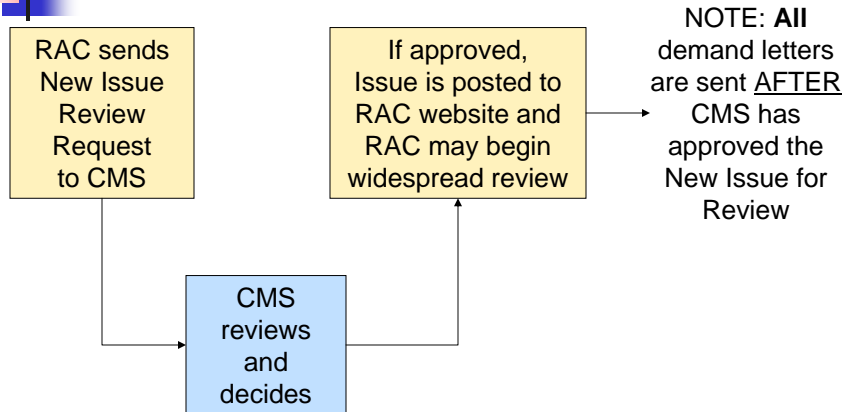 RAC sends
New Issue
Review
Request
to CMS
CMS
reviews
and
decides
If approved,
Issue is posted to
RAC website and
RAC may begin
widespread review
NOTE: All
demand letters
are sent AFTER
CMS has
approved the
New Issue for
Review